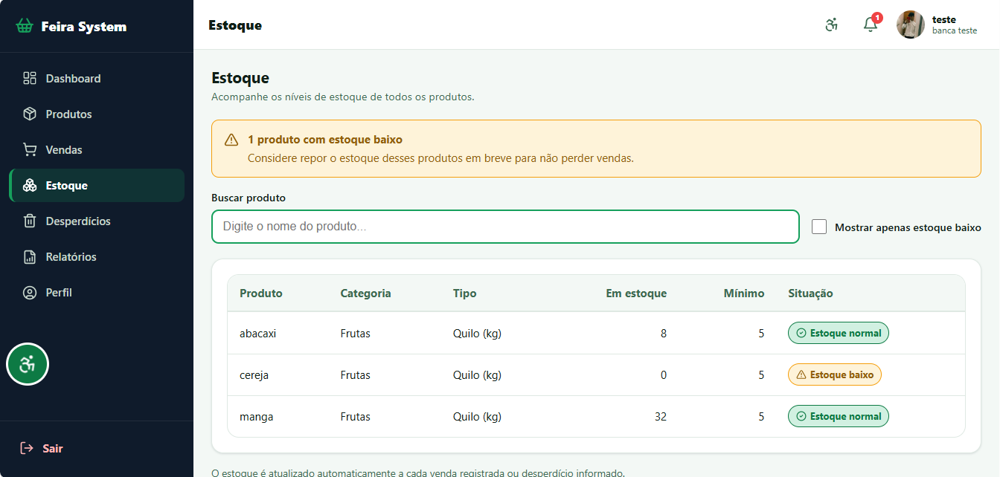 Feira System
Estoque
1
teste
banca teste
Dashboard
Produtos
Vendas
Estoque
Desperdícios
Relatórios
Perfil
Sair
Estoque
Acompanhe os níveis de estoque de todos os produtos.
1 produto com estoque baixo
Considere repor o estoque desses produtos em breve para não perder vendas.
Buscar produto
Digite o nome do produto...
Mostrar apenas estoque baixo
Produto Categoria Tipo Em estoque Mínimo Situação
abacaxi Frutas Quilo (kg) 8 5 Estoque normal
cereja Frutas Quilo (kg) 0 5 Estoque baixo
manga Frutas Quilo (kg) 32 5 Estoque normal
O estoque é atualizado automaticamente a cada venda registrada ou desperdício informado.